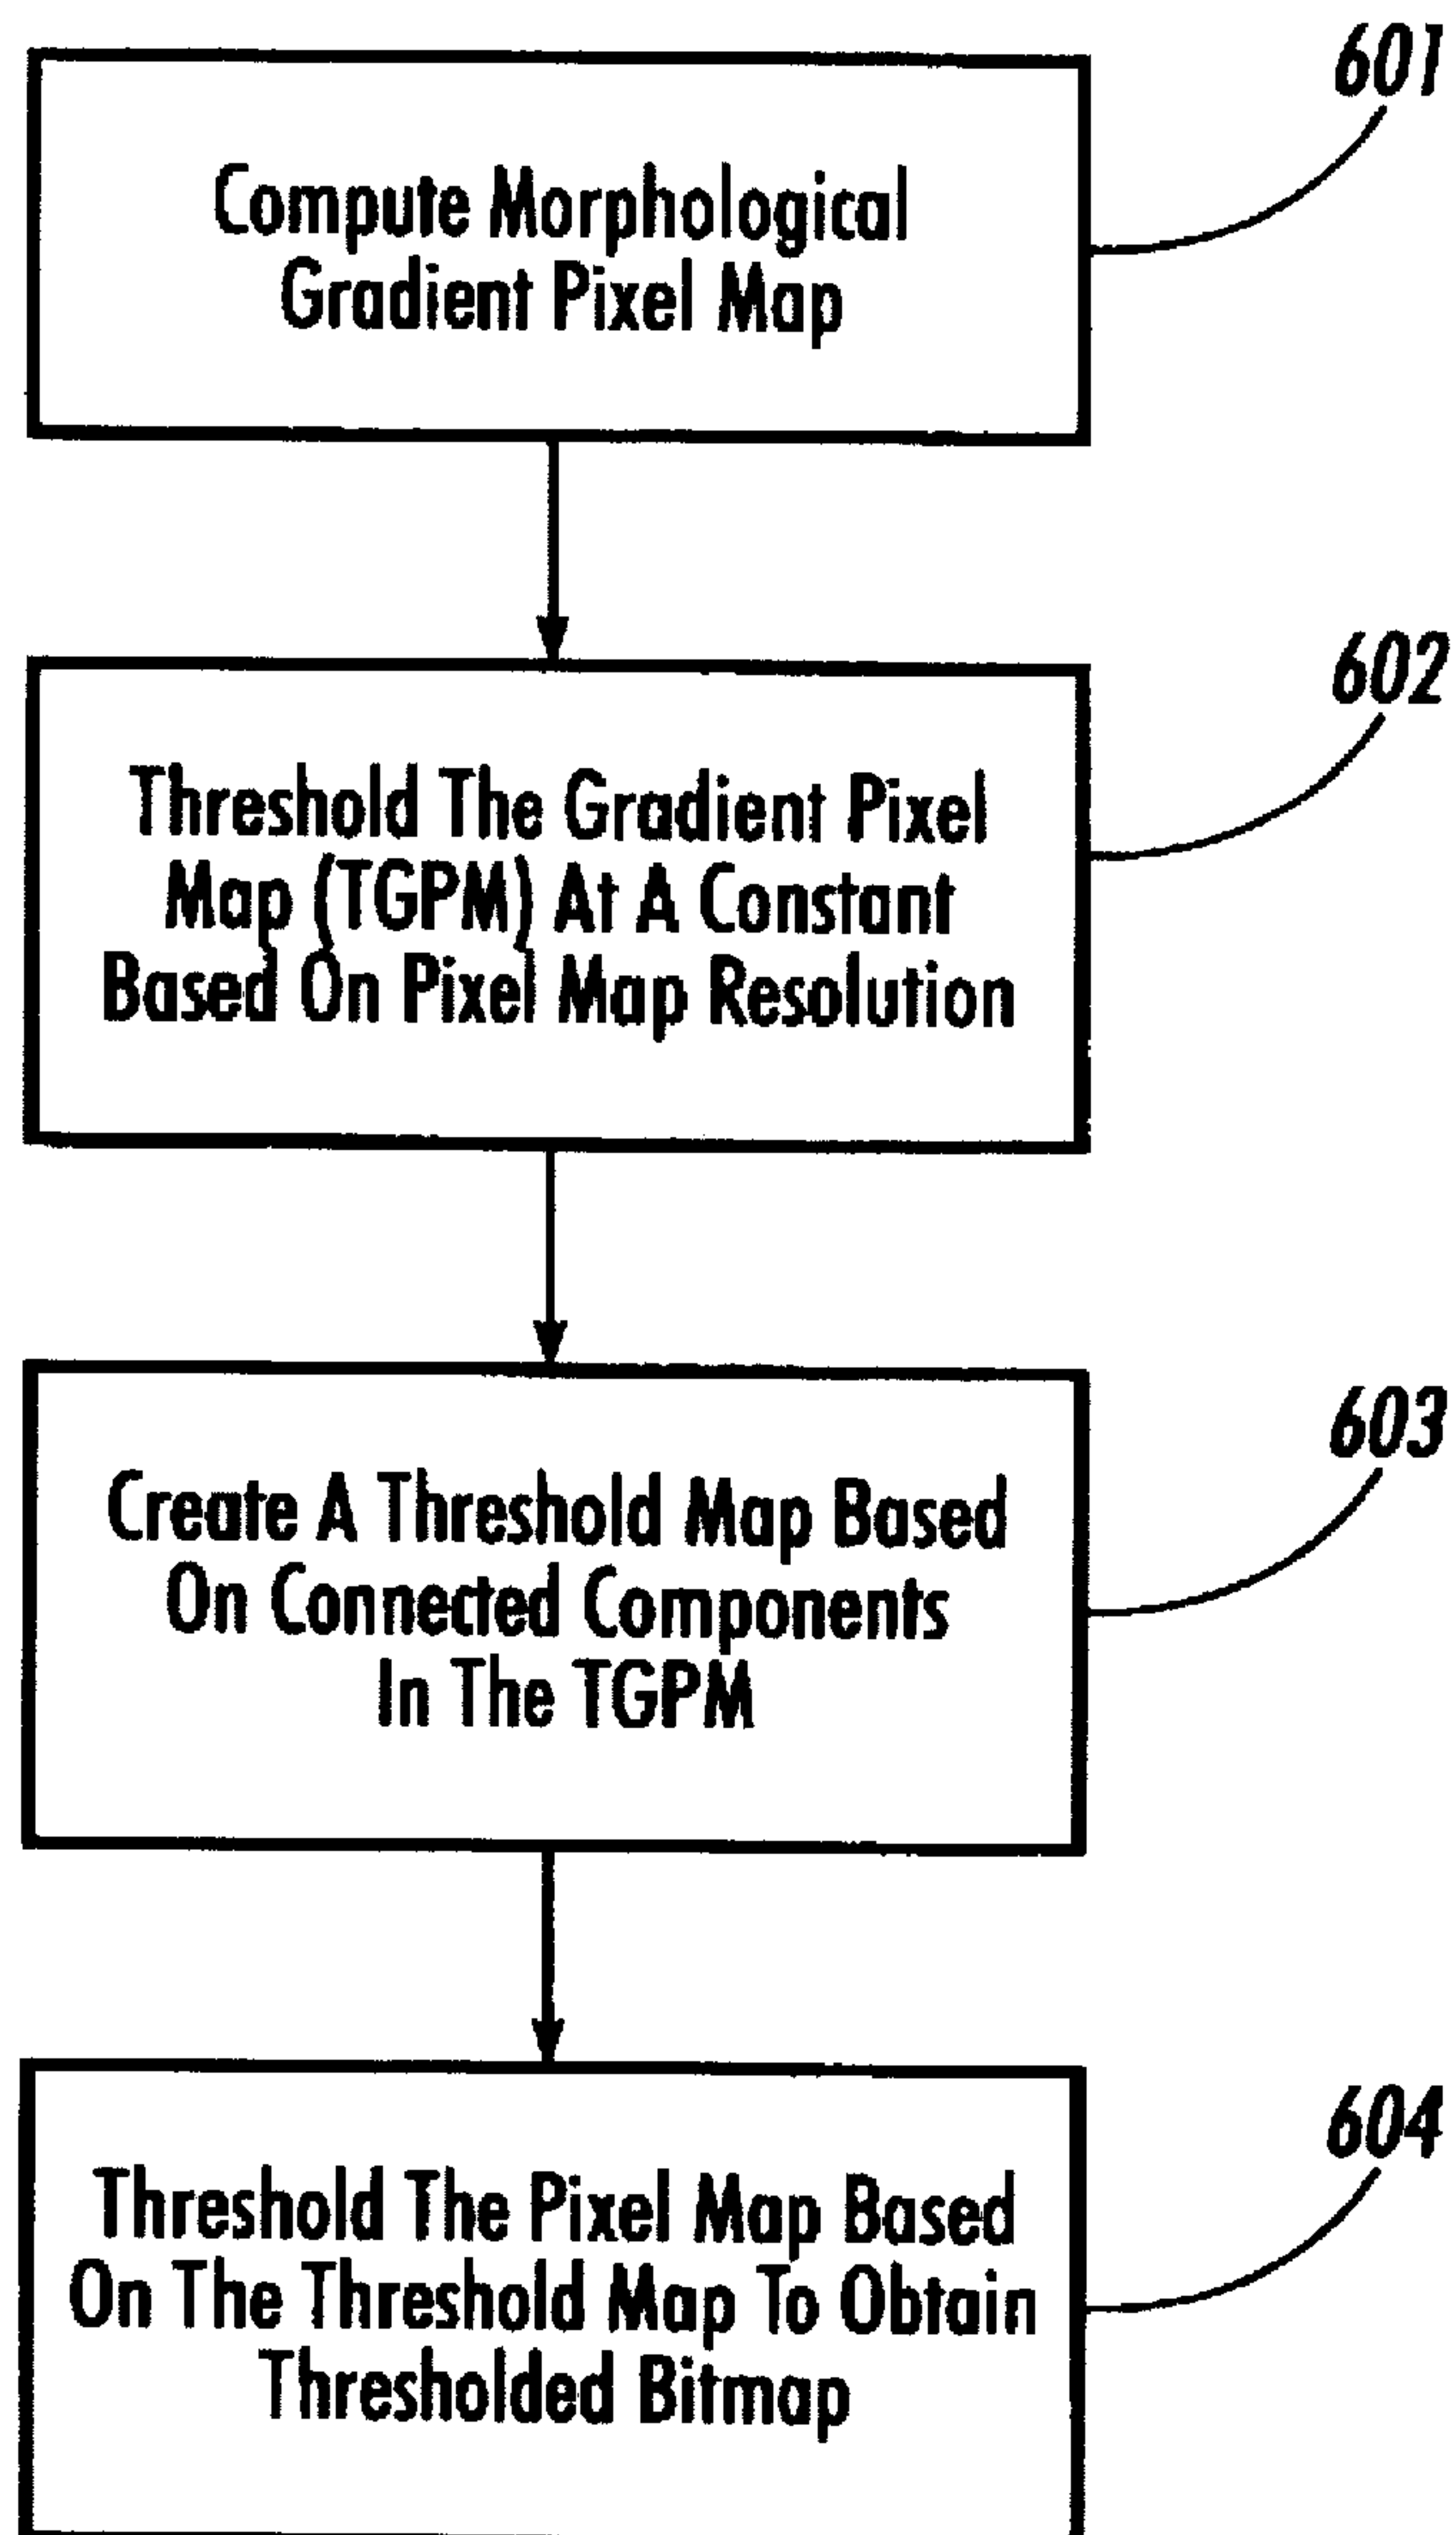 601
Compute Morphological
Gradient Pixel Map
602
Threshold The Gradient Pixel
Map (TGPM) At A Constant
Based On Pixel Map Resolution
603
Create A Threshold Map Based
On Connected Components
In The TGPM
604
Threshold The Pixel Map Based
On The Threshold Map To Obtain
Thresholded Bitmap